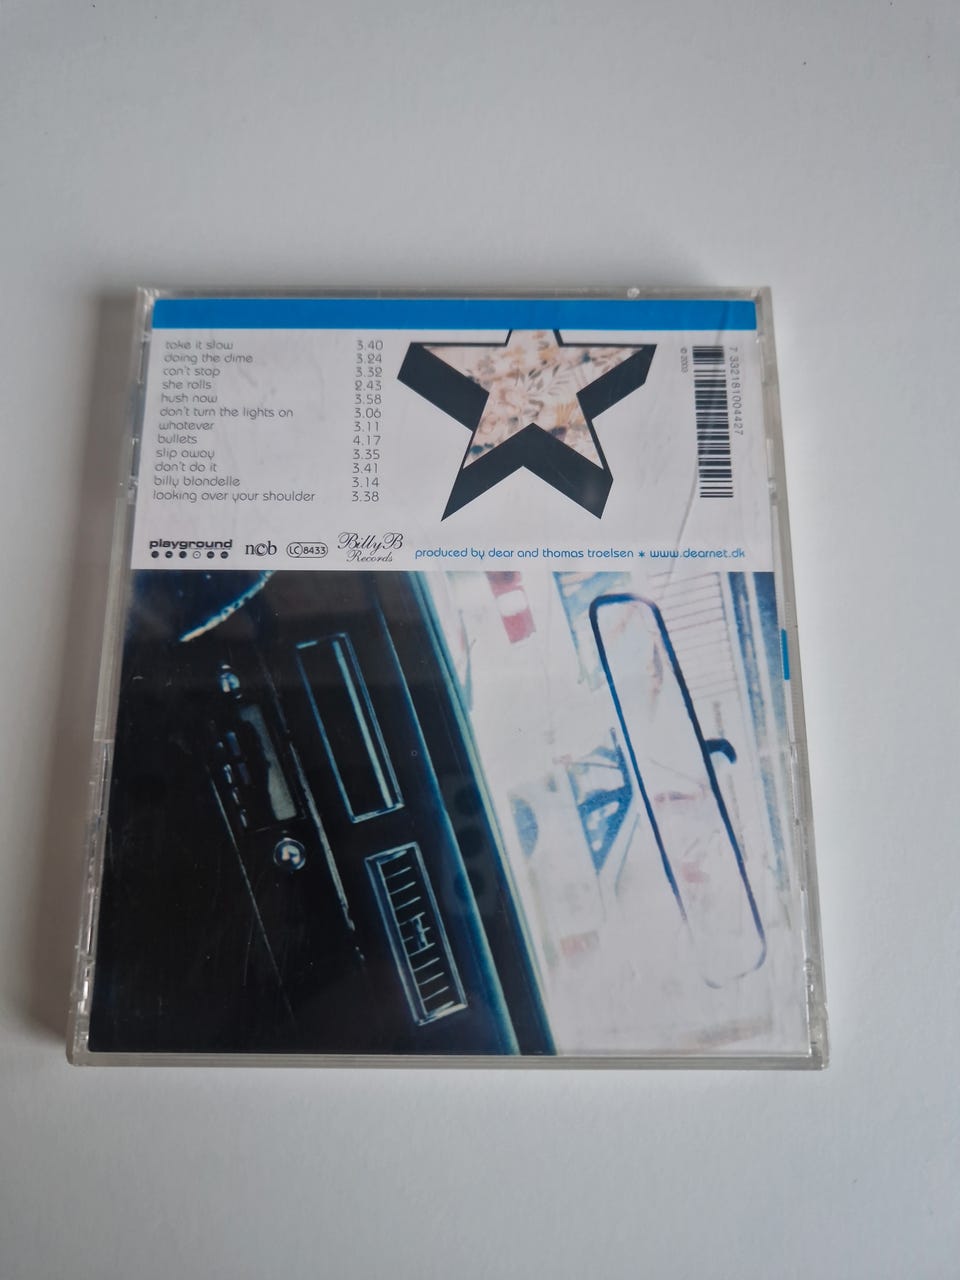 take it slow 3.40
doing the dime 3.24
can't stop 3.32
she rolls 2.43
hush now 3.58
don't turn the lights on 3.06
whatever 3.11
bullets 4.17
slip away 3.35
don't do it 3.41
billy blondelle 3.14
looking over your shoulder 3.38
℗ 2003
7 332181 004427
playground
ncb
LC 8433
Billy B
Records
produced by dear and thomas troelsen * www.dearnet.dk